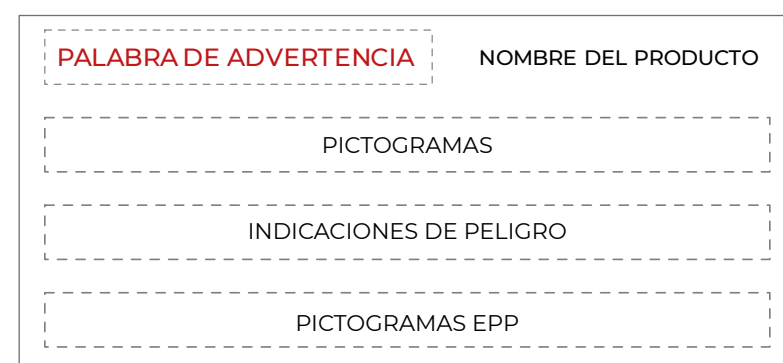 PALABRA DE ADVERTENCIA NOMBRE DEL PRODUCTO
PICTOGRAMAS
INDICACIONES DE PELIGRO
PICTOGRAMAS EPP